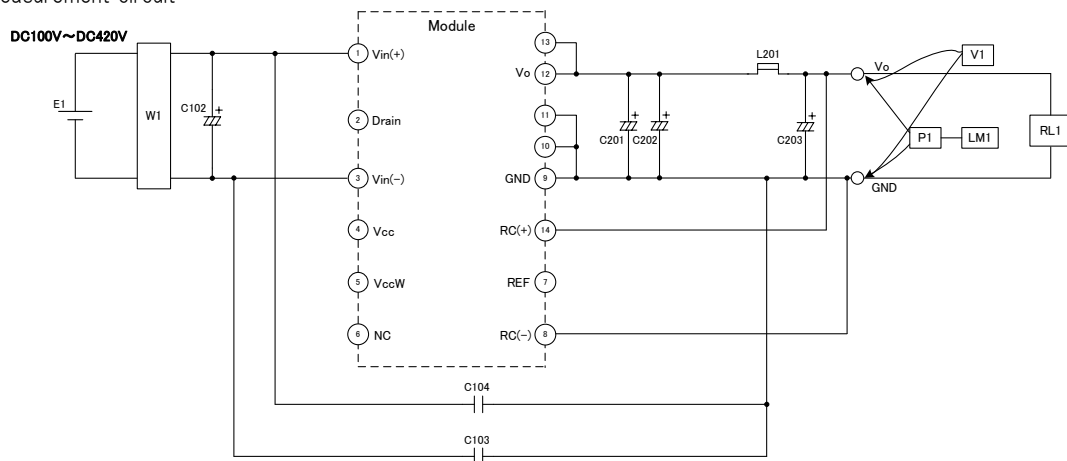 easurement circuit
DC100V～DC420V
Module
E1
W1
C102
1 Vin(+)
2 Drain
3 Vin(-)
4 Vcc
5 VccW
6 NC
13
Vo 12
11
10
GND 9
RC(+) 14
REF 7
RC(-) 8
C201
C202
L201
C203
Vo
GND
V1
P1
LM1
RL1
C104
C103